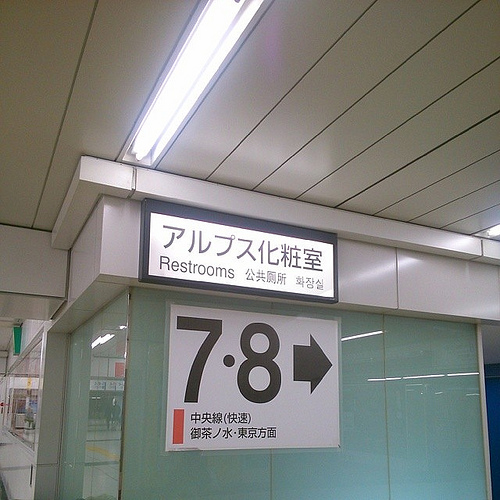 アルプス化粧室
Restrooms 公共厕所 화장실
7・8
中央線(快速)
御茶ノ水・東京方面